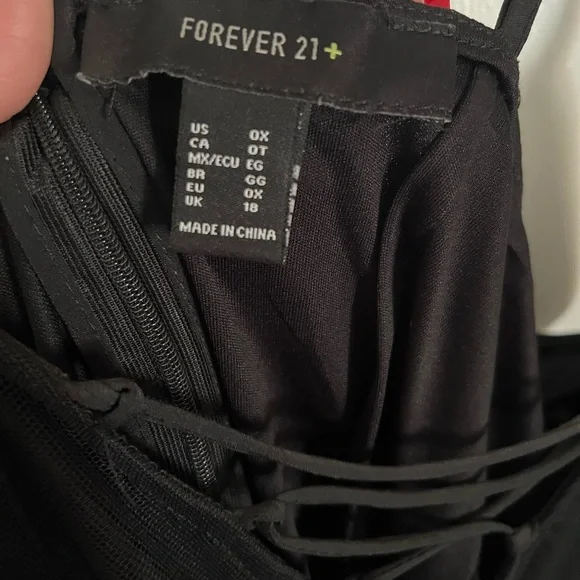 FOREVER 21+
US 0X
CA 0T
MX/ECU EG
BR GG
EU 0X
UK 18
MADE IN CHINA